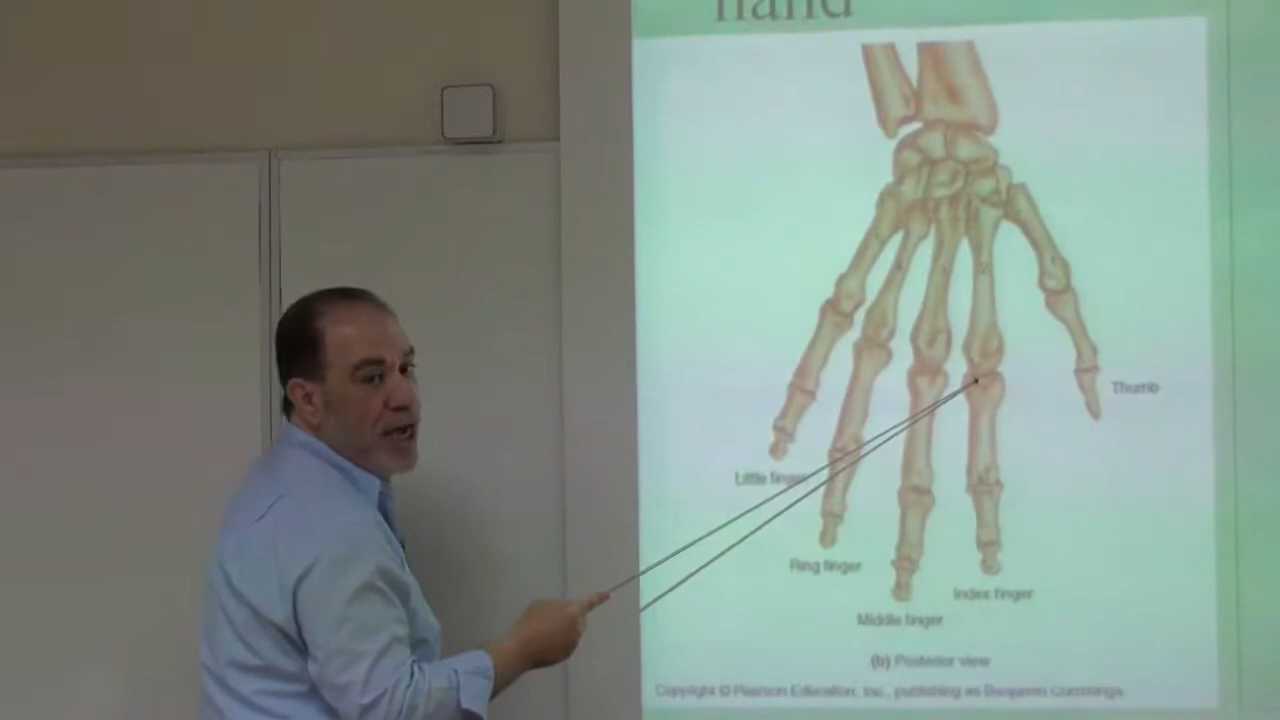 hand
Thumb
Little finger
Ring finger
Index finger
Middle finger
(b) Posterior view
Copyright © Pearson Education, Inc., publishing as Benjamin Cummings